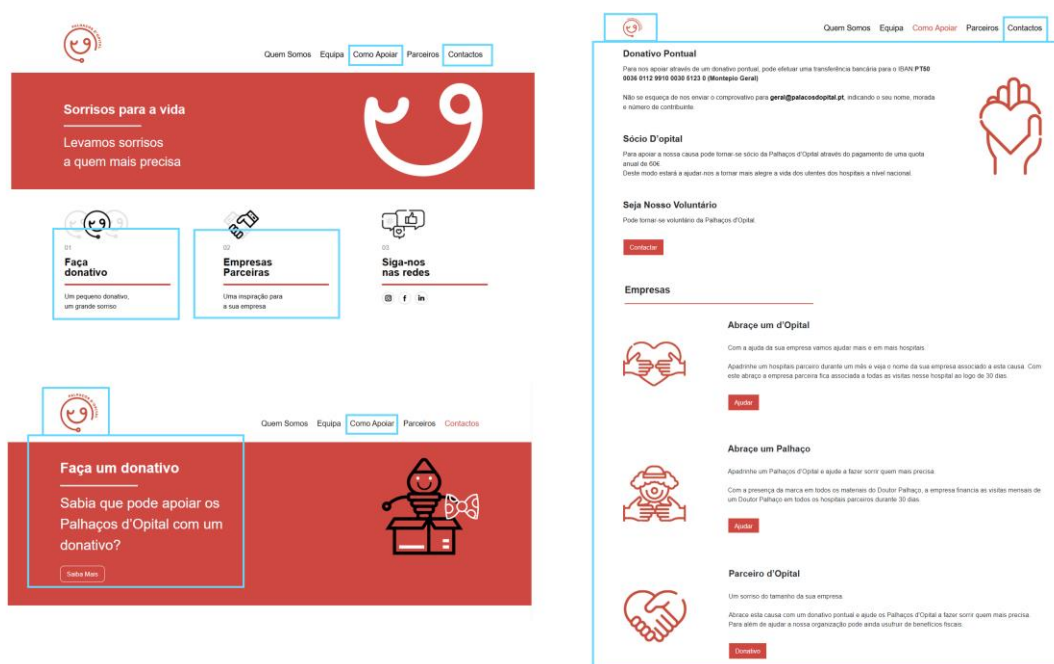 PALHAÇOS D'OPITAL
Quem Somos Equipa Como Apoiar Parceiros Contactos
Sorrisos para a vida
Levamos sorrisos
a quem mais precisa
01
Faça
donativo
Um pequeno donativo,
um grande sorriso
02
Empresas
Parceiras
Uma inspiração para
a sua empresa
03
Siga-nos
nas redes
PALHAÇOS D'OPITAL
Quem Somos Equipa Como Apoiar Parceiros Contactos
Faça um donativo
Sabia que pode apoiar os
Palhaços d'Opital com um
donativo?
Saiba Mais
Quem Somos Equipa Como Apoiar Parceiros Contactos
Donativo Pontual
Para nos apoiar através de um donativo pontual, pode efetuar uma transferência bancária para o IBAN PT50
0036 0112 9910 0030 5123 0 (Montepio Geral)
Não se esqueça de nos enviar o comprovativo para geral@palacosdopital.pt, indicando o seu nome, morada
e número de contribuinte.
Sócio D'opital
Para apoiar a nossa causa pode tornar-se sócio da Palhaços d'Opital através do pagamento de uma quota
anual de 60€.
Deste modo estará a ajudar-nos a tornar mais alegre a vida dos utentes dos hospitais a nível nacional.
Seja Nosso Voluntário
Pode tornar-se voluntário da Palhaços d'Opital
Contactar
Empresas
Abraçe um d'Opital
Com a ajuda da sua empresa vamos ajudar mais e em mais hospitais.
Apadrinhe um hospitais parceiro durante um mês e veja o nome da sua empresa associado a esta causa. Com
este abraço a empresa parceira fica associada a todas as visitas nesse hospital ao logo de 30 dias.
Ajudar
Abraçe um Palhaço
Apadrinhe um Palhaços d'Opital e ajude a fazer sorrir quem mais precisa
Com a presença da marca em todos os materiais do Doutor Palhaço, a empresa financia as visitas mensais de
um Doutor Palhaço em todos os hospitais parceiros durante 30 dias.
Ajudar
Parceiro d'Opital
Um sorriso do tamanho da sua empresa.
Abrace esta causa com um donativo pontual e ajude os Palhaços d'Opital a fazer sorrir quem mais precisa.
Para além de ajudar a nossa organização pode ainda usufruir de benefícios fiscais.
Donativo